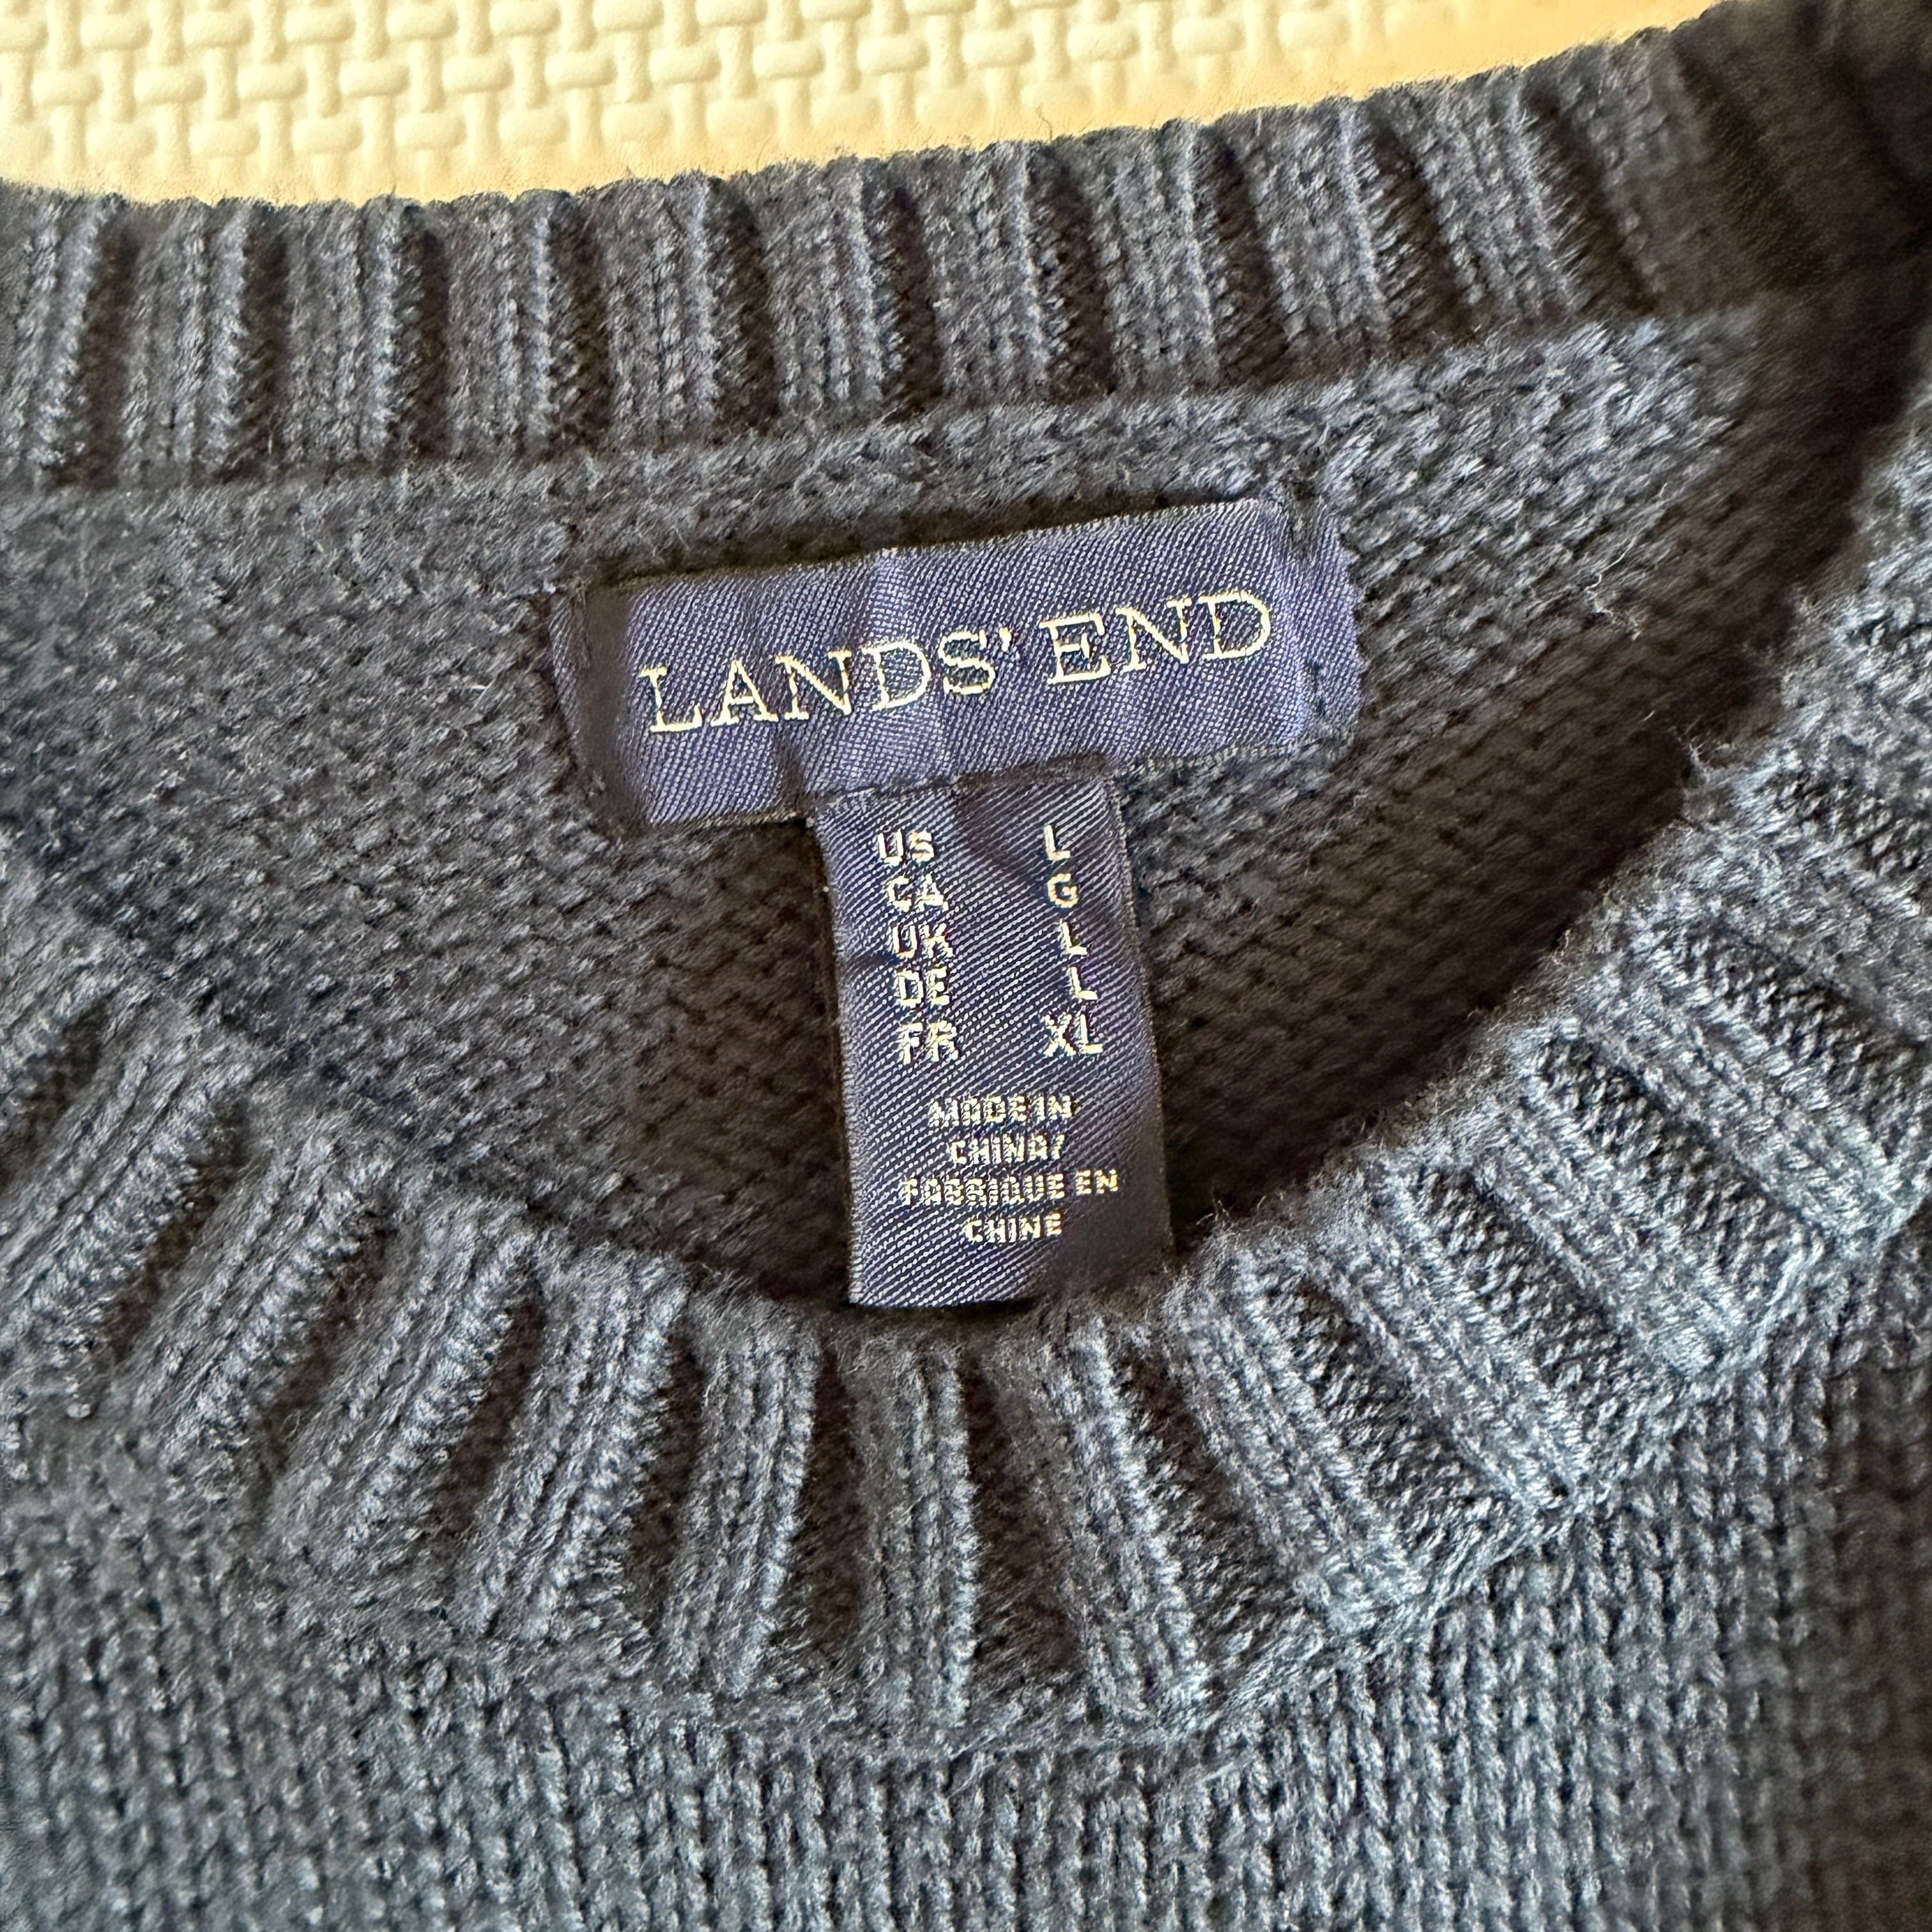 LANDS' END
US L
CA G
UK L
DE L
FR XL
MADE IN
CHINA/
FABRIQUE EN
CHINE